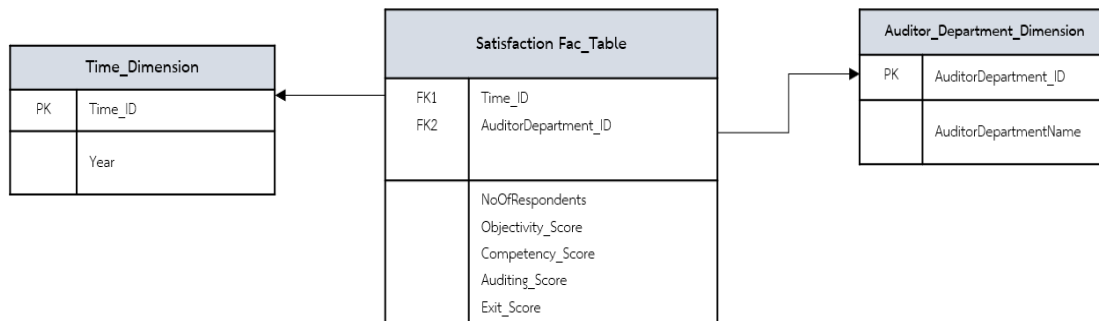 Time_Dimension
PK Time_ID
Year
Satisfaction Fac_Table
FK1 Time_ID
FK2 AuditorDepartment_ID
NoOfRespondents
Objectivity_Score
Competency_Score
Auditing_Score
Exit_Score
Auditor_Department_Dimension
PK AuditorDepartment_ID
AuditorDepartmentName